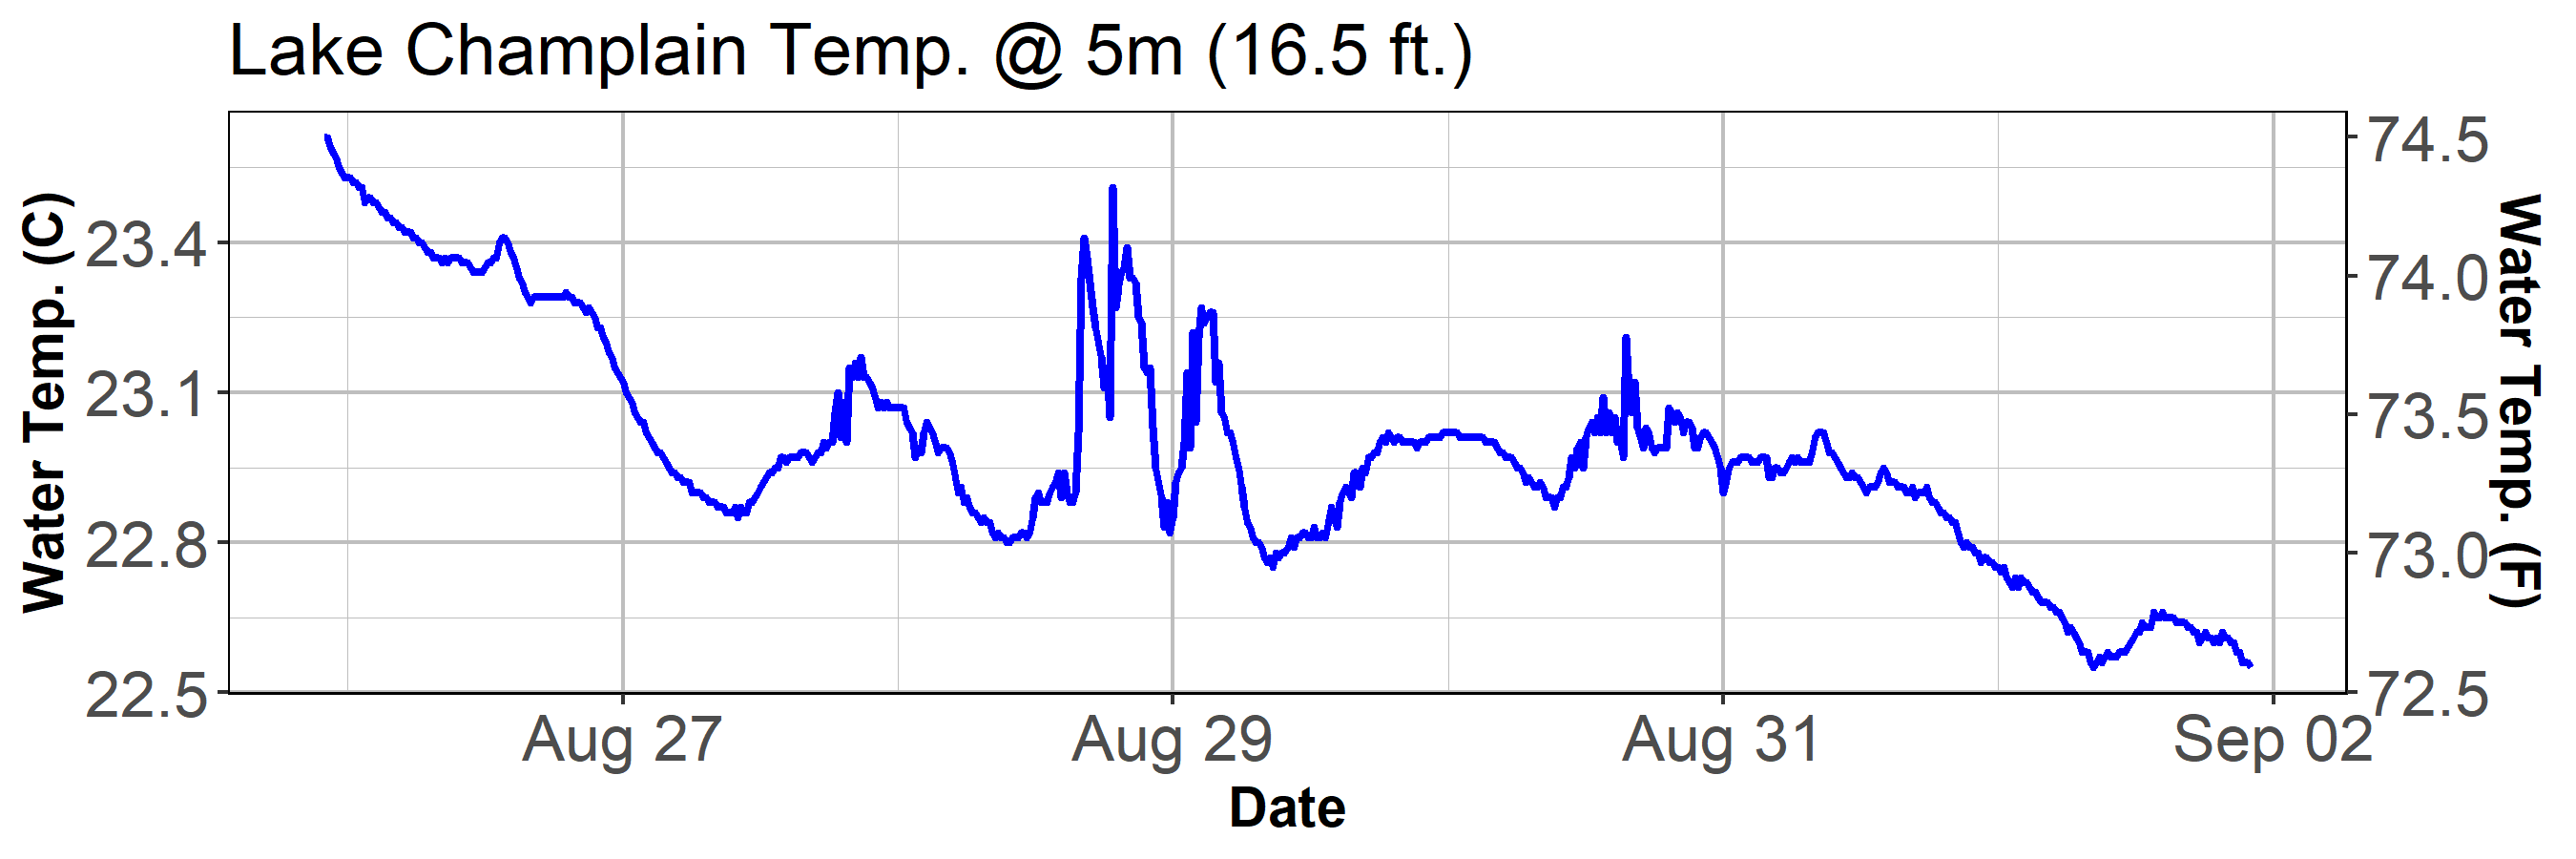 Lake Champlain Temp. @ 5m (16.5 ft.)
Water Temp. (C)
23.4
23.1
22.8
22.5
74.5
74.0
73.5
73.0
72.5
Water Temp. (F)
Aug 27 Aug 29 Aug 31 Sep 02
Date